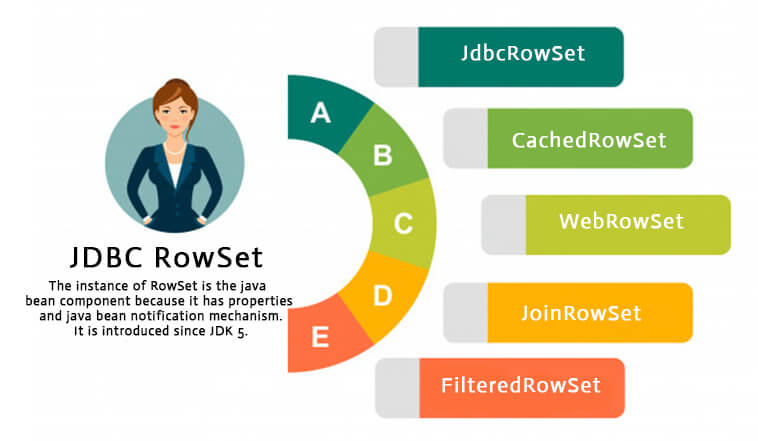 JDBC RowSet
The instance of RowSet is the java
bean component because it has properties
and java bean notification mechanism.
It is introduced since JDK 5.
A
JdbcRowSet
B
CachedRowSet
C
WebRowSet
D
JoinRowSet
E
FilteredRowSet